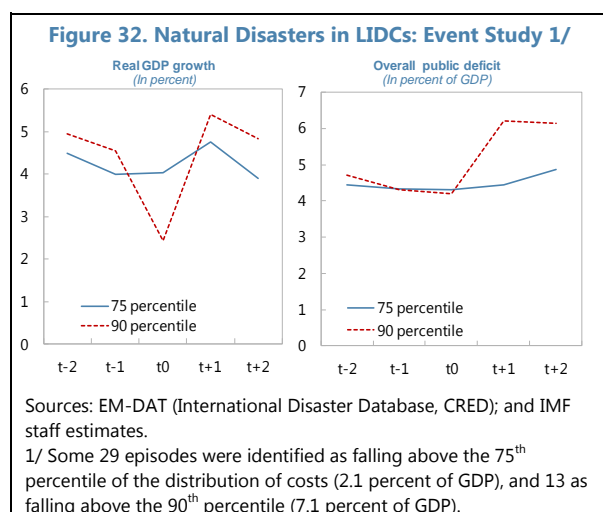 Figure 32. Natural Disasters in LIDCs: Event Study 1/
Real GDP growth
(In percent)
6
5
4
3
2
1
0
75 percentile
90 percentile
t-2 t-1 t0 t+1 t+2
Overall public deficit
(In percent of GDP)
7
6
5
4
3
2
1
0
75 percentile
90 percentile
t-2 t-1 t0 t+1 t+2
Sources: EM-DAT (International Disaster Database, CRED); and IMF
staff estimates.
1/ Some 29 episodes were identified as falling above the 75th
percentile of the distribution of costs (2.1 percent of GDP), and 13 as
falling above the 90th percentile (7.1 percent of GDP).